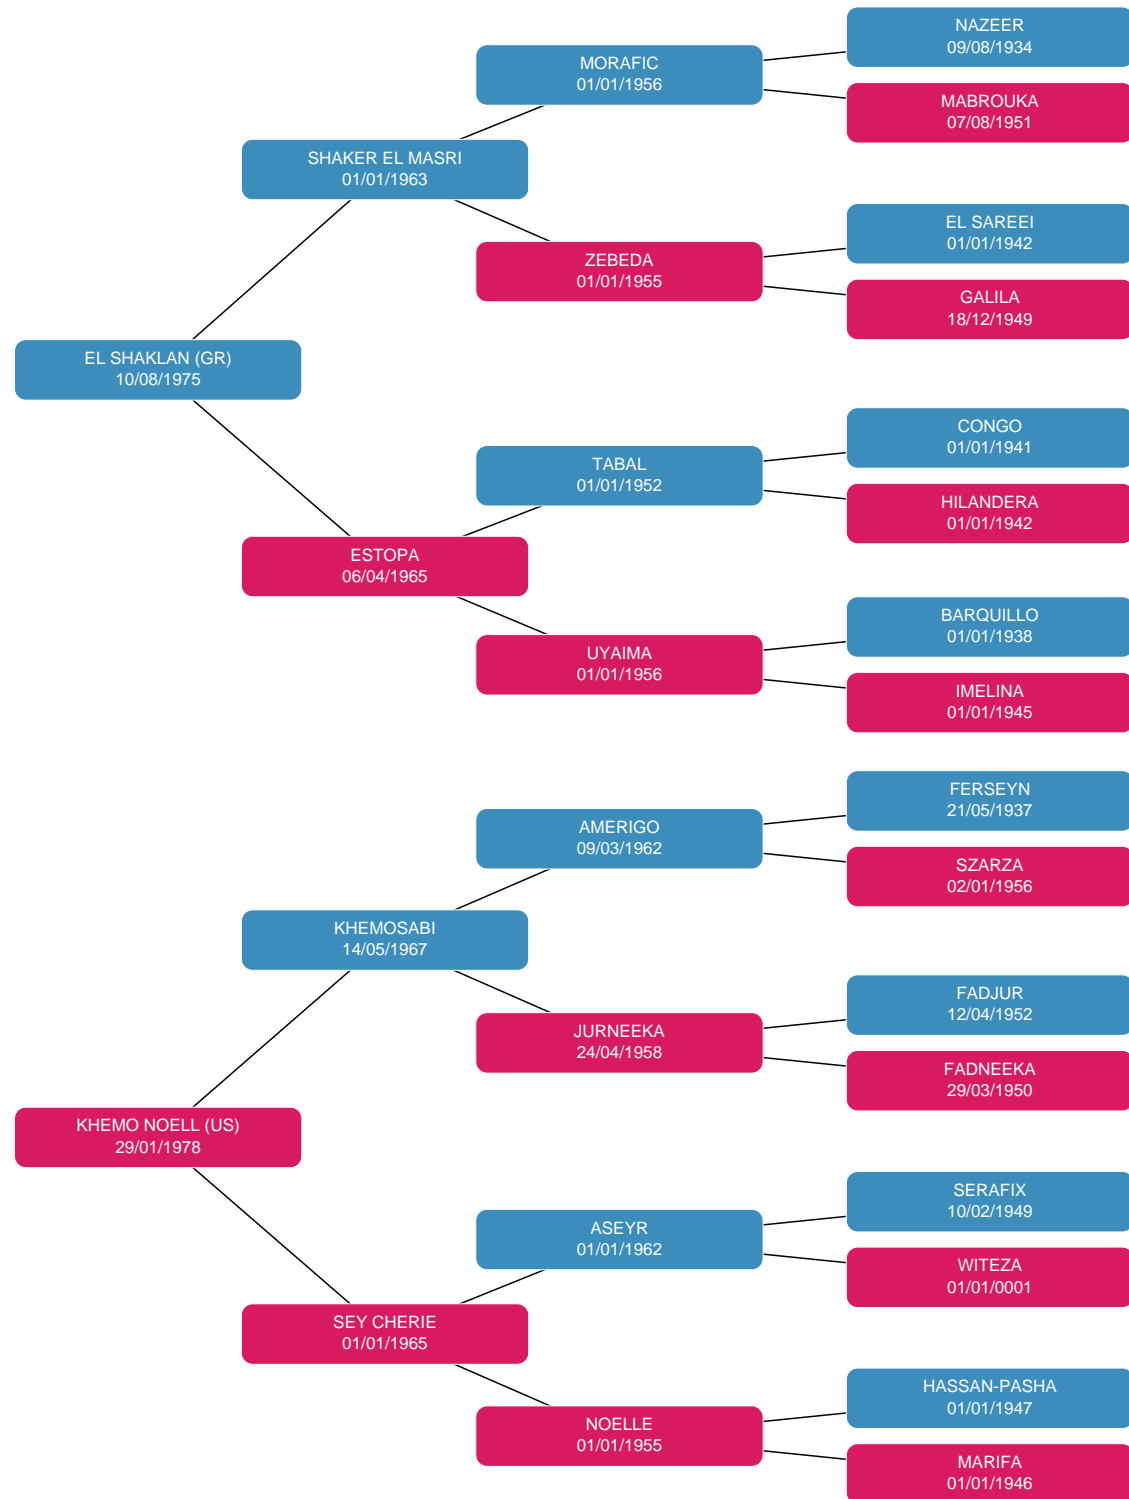 NAZEER
09/08/1934
MORAFIC
01/01/1956
MABROUKA
07/08/1951
SHAKER EL MASRI
01/01/1963
EL SAREEI
01/01/1942
ZEBEDA
01/01/1955
GALILA
18/12/1949
EL SHAKLAN (GR)
10/08/1975
CONGO
01/01/1941
TABAL
01/01/1952
HILANDERA
01/01/1942
ESTOPA
06/04/1965
BARQUILLO
01/01/1938
UYAIMA
01/01/1956
IMELINA
01/01/1945
FERSEYN
21/05/1937
AMERIGO
09/03/1962
SZARZA
02/01/1956
KHEMOSABI
14/05/1967
FADJUR
12/04/1952
JURNEEKA
24/04/1958
FADNEEKA
29/03/1950
KHEMO NOELL (US)
29/01/1978
SERAFIX
10/02/1949
ASEYR
01/01/1962
WITEZA
01/01/0001
SEY CHERIE
01/01/1965
HASSAN-PASHA
01/01/1947
NOELLE
01/01/1955
MARIFA
01/01/1946